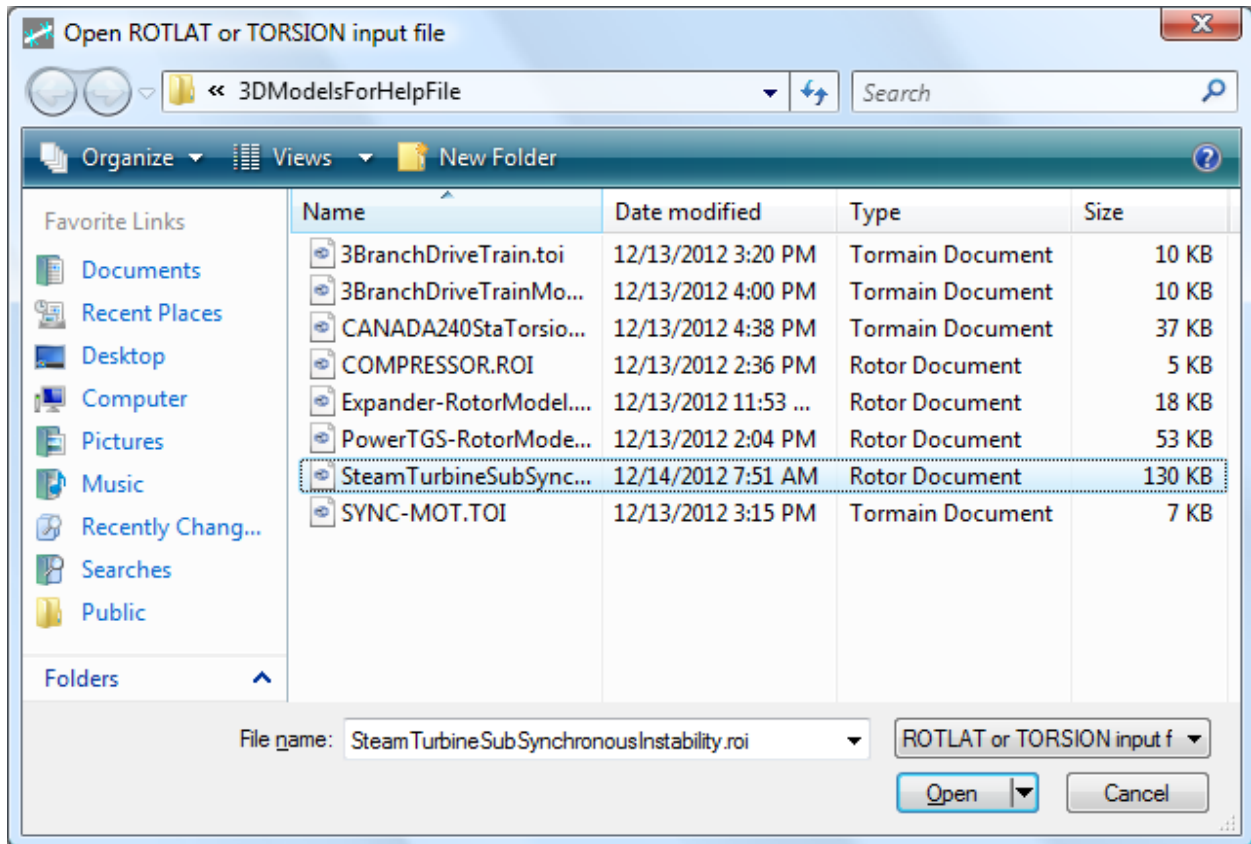 Open ROTLAT or TORSION input file
« 3DModelsForHelpFile Search
Organize Views New Folder
Favorite Links
Documents
Recent Places
Desktop
Computer
Pictures
Music
Recently Chang...
Searches
Public
Folders
Name Date modified Type Size
3BranchDriveTrain.toi 12/13/2012 3:20 PM Tormain Document 10 KB
3BranchDriveTrainMo... 12/13/2012 4:00 PM Tormain Document 10 KB
CANADA240StaTorsio... 12/13/2012 4:38 PM Tormain Document 37 KB
COMPRESSOR.ROI 12/13/2012 2:36 PM Rotor Document 5 KB
Expander-RotorModel.... 12/13/2012 11:53 ... Rotor Document 18 KB
PowerTGS-RotorMode... 12/13/2012 2:04 PM Rotor Document 53 KB
SteamTurbineSubSync... 12/14/2012 7:51 AM Rotor Document 130 KB
SYNC-MOT.TOI 12/13/2012 3:15 PM Tormain Document 7 KB
File name: SteamTurbineSubSynchronousInstability.roi ROTLAT or TORSION input f
Open Cancel